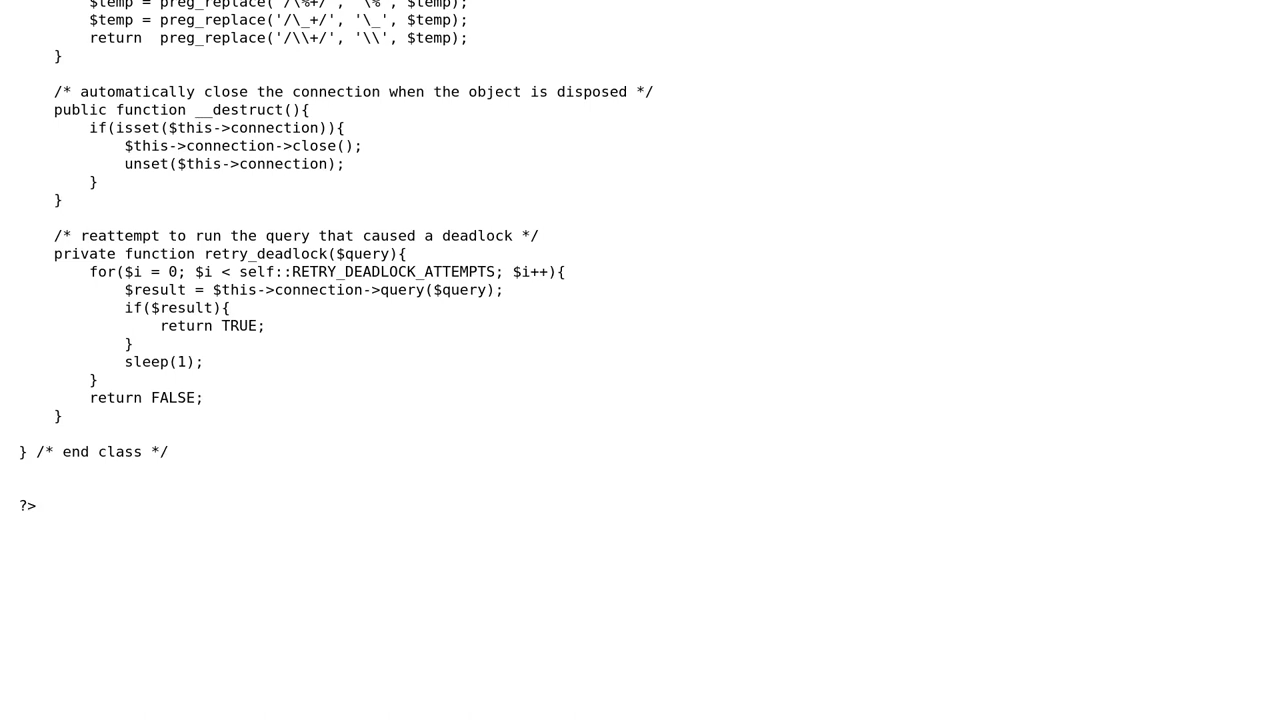 $temp = preg_replace('/\%+/', '\%', $temp);
$temp = preg_replace('/\_+/', '\_', $temp);
return  preg_replace('/\\+/', '\\', $temp);
}
/* automatically close the connection when the object is disposed */
public function __destruct(){
if(isset($this->connection)){
$this->connection->close();
unset($this->connection);
}
}
/* reattempt to run the query that caused a deadlock */
private function retry_deadlock($query){
for($i = 0; $i < self::RETRY_DEADLOCK_ATTEMPTS; $i++){
$result = $this->connection->query($query);
if($result){
return TRUE;
}
sleep(1);
}
return FALSE;
}
} /* end class */
?>